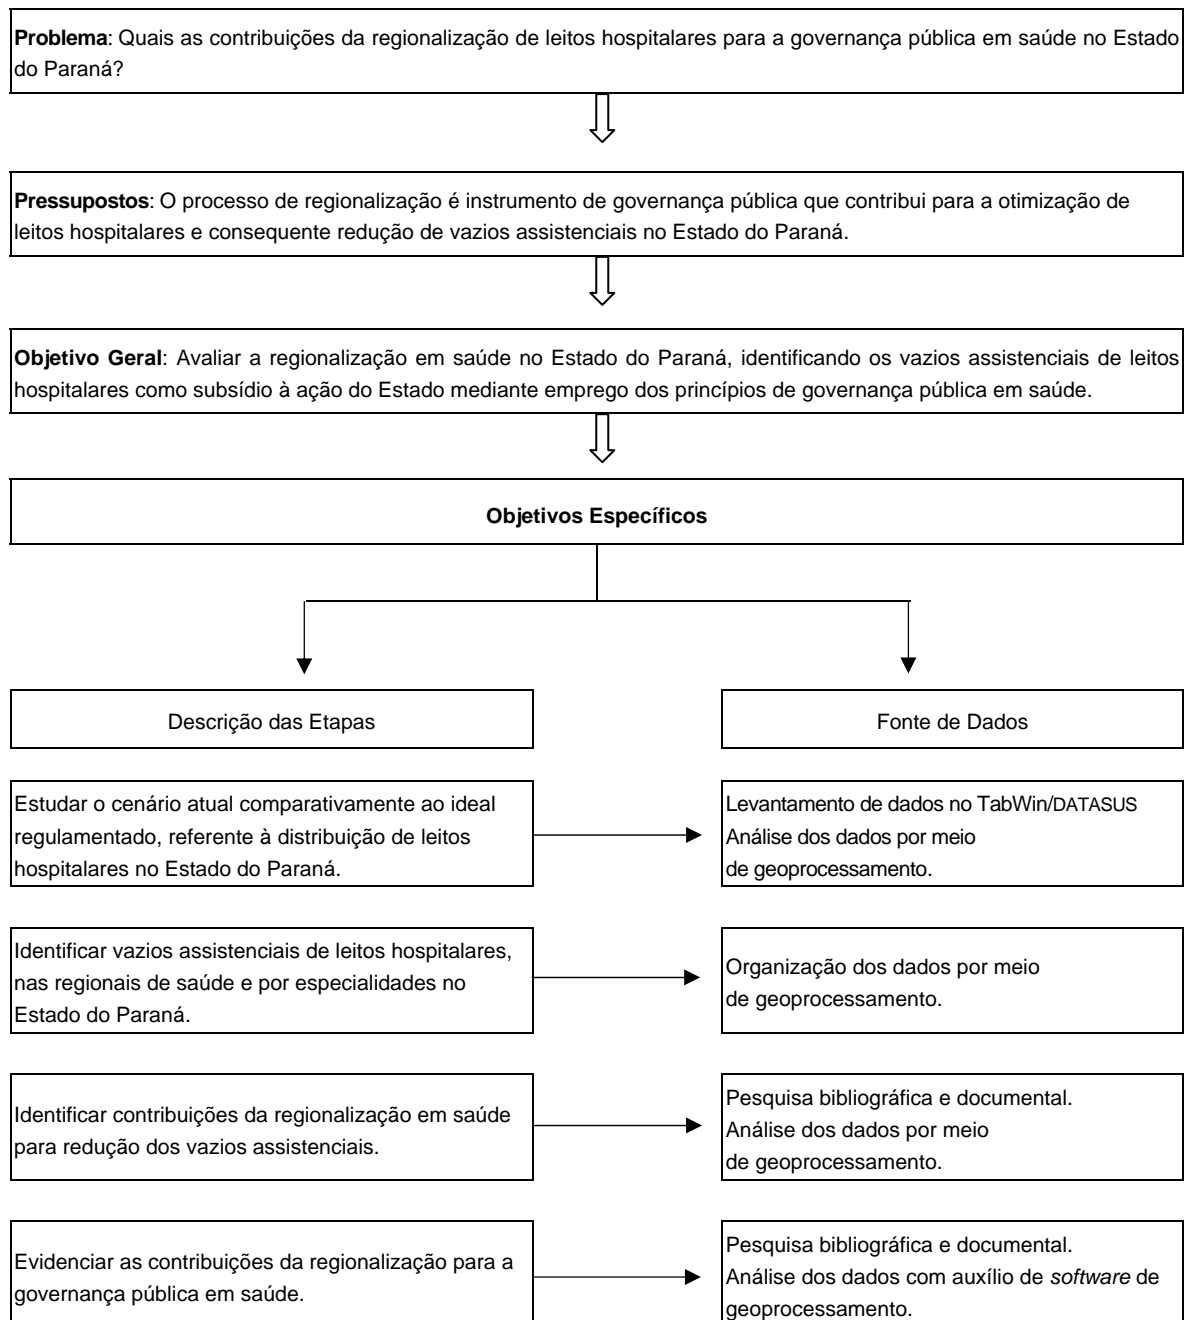 Problema: Quais as contribuições da regionalização de leitos hospitalares para a governança pública em saúde no Estado
do Paraná?
Pressupostos: O processo de regionalização é instrumento de governança pública que contribui para a otimização de
leitos hospitalares e consequente redução de vazios assistenciais no Estado do Paraná.
Objetivo Geral: Avaliar a regionalização em saúde no Estado do Paraná, identificando os vazios assistenciais de leitos
hospitalares como subsídio à ação do Estado mediante emprego dos princípios de governança pública em saúde.
Objetivos Específicos
Descrição das Etapas
Fonte de Dados
Estudar o cenário atual comparativamente ao ideal
regulamentado, referente à distribuição de leitos
hospitalares no Estado do Paraná.
Levantamento de dados no TabWin/DATASUS
Análise dos dados por meio
de geoprocessamento.
Identificar vazios assistenciais de leitos hospitalares,
nas regionais de saúde e por especialidades no
Estado do Paraná.
Organização dos dados por meio
de geoprocessamento.
Identificar contribuições da regionalização em saúde
para redução dos vazios assistenciais.
Pesquisa bibliográfica e documental.
Análise dos dados por meio
de geoprocessamento.
Evidenciar as contribuições da regionalização para a
governança pública em saúde.
Pesquisa bibliográfica e documental.
Análise dos dados com auxílio de software de
geoprocessamento.